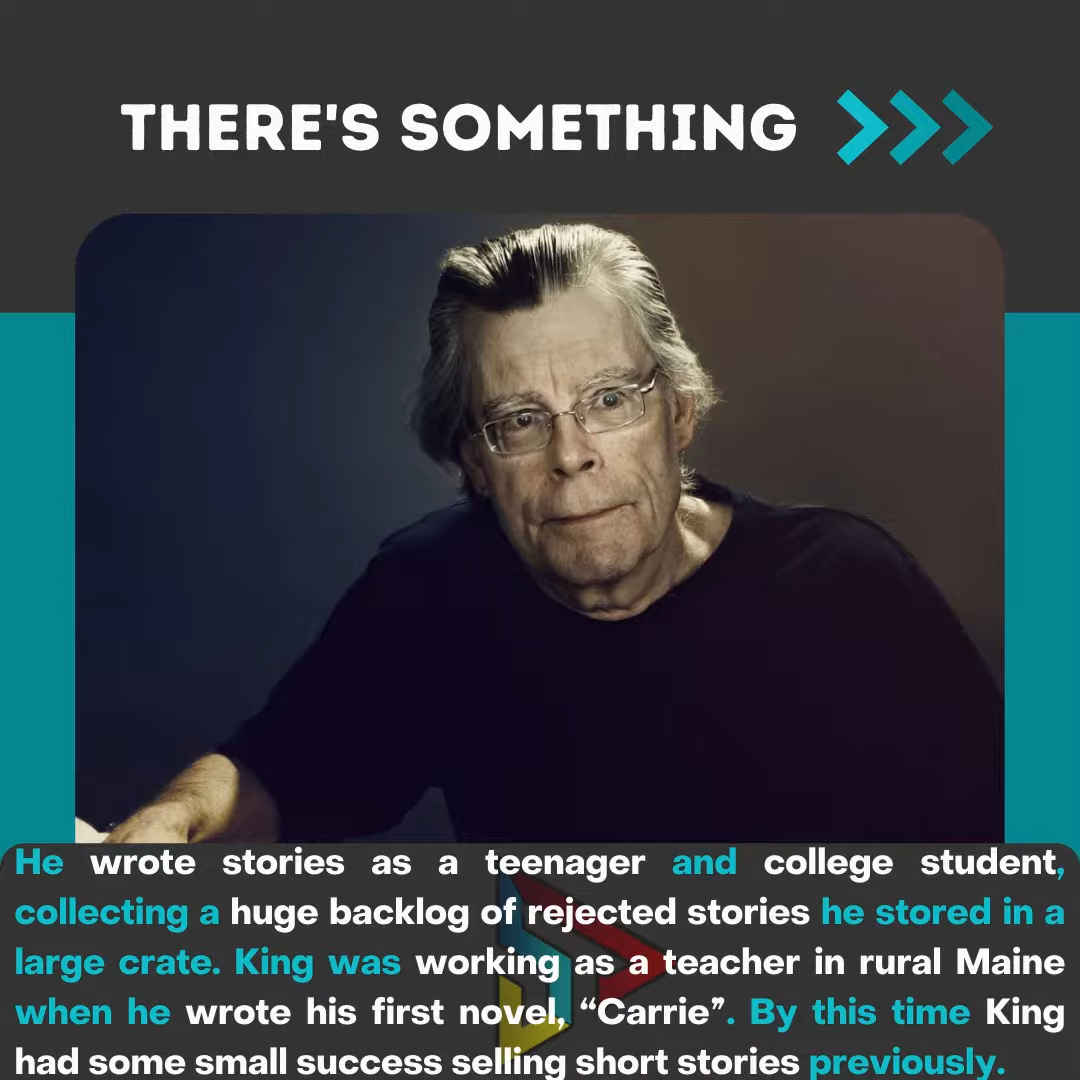 THERE'S SOMETHING
He wrote stories as a teenager and college student,
collecting a huge backlog of rejected stories he stored in a
large crate. King was working as a teacher in rural Maine
when he wrote his first novel, “Carrie”. By this time King
had some small success selling short stories previously.